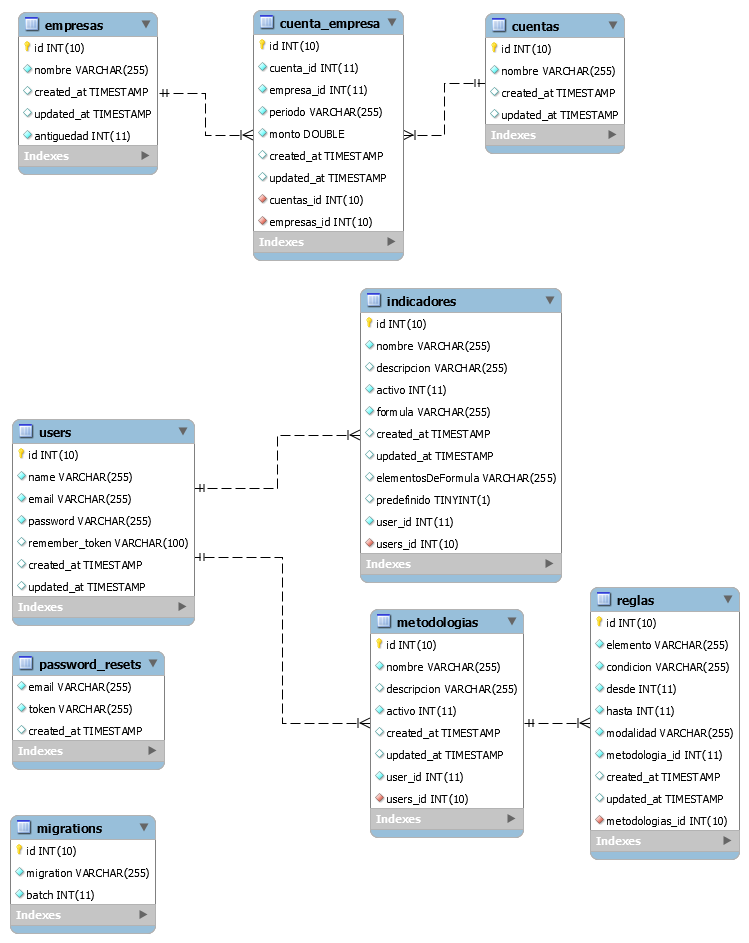 empresas
id INT(10)
nombre VARCHAR(255)
created_at TIMESTAMP
updated_at TIMESTAMP
antiguedad INT(11)
Indexes
cuenta_empresa
id INT(10)
cuenta_id INT(11)
empresa_id INT(11)
periodo VARCHAR(255)
monto DOUBLE
created_at TIMESTAMP
updated_at TIMESTAMP
cuentas_id INT(10)
empresas_id INT(10)
Indexes
cuentas
id INT(10)
nombre VARCHAR(255)
created_at TIMESTAMP
updated_at TIMESTAMP
Indexes
indicadores
id INT(10)
nombre VARCHAR(255)
descripcion VARCHAR(255)
activo INT(11)
formula VARCHAR(255)
created_at TIMESTAMP
updated_at TIMESTAMP
elementosDeFormula VARCHAR(255)
predefinido TINYINT(1)
user_id INT(11)
users_id INT(10)
Indexes
users
id INT(10)
name VARCHAR(255)
email VARCHAR(255)
password VARCHAR(255)
remember_token VARCHAR(100)
created_at TIMESTAMP
updated_at TIMESTAMP
Indexes
metodologias
id INT(10)
nombre VARCHAR(255)
descripcion VARCHAR(255)
activo INT(11)
created_at TIMESTAMP
updated_at TIMESTAMP
user_id INT(11)
users_id INT(10)
Indexes
reglas
id INT(10)
elemento VARCHAR(255)
condicion VARCHAR(255)
desde INT(11)
hasta INT(11)
modalidad VARCHAR(255)
metodologia_id INT(11)
created_at TIMESTAMP
updated_at TIMESTAMP
metodologias_id INT(10)
Indexes
password_resets
email VARCHAR(255)
token VARCHAR(255)
created_at TIMESTAMP
Indexes
migrations
id INT(10)
migration VARCHAR(255)
batch INT(11)
Indexes